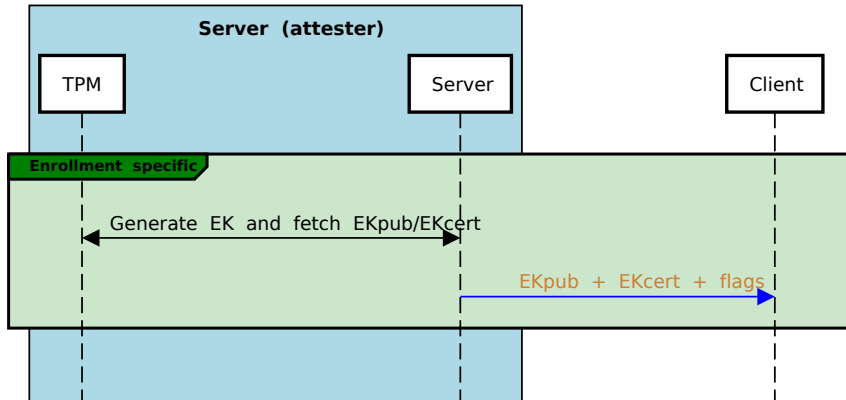 Server (attester)
TPM
Server
Client
Enrollment specific
Generate EK and fetch EKpub/EKcert
EKpub + EKcert + flags